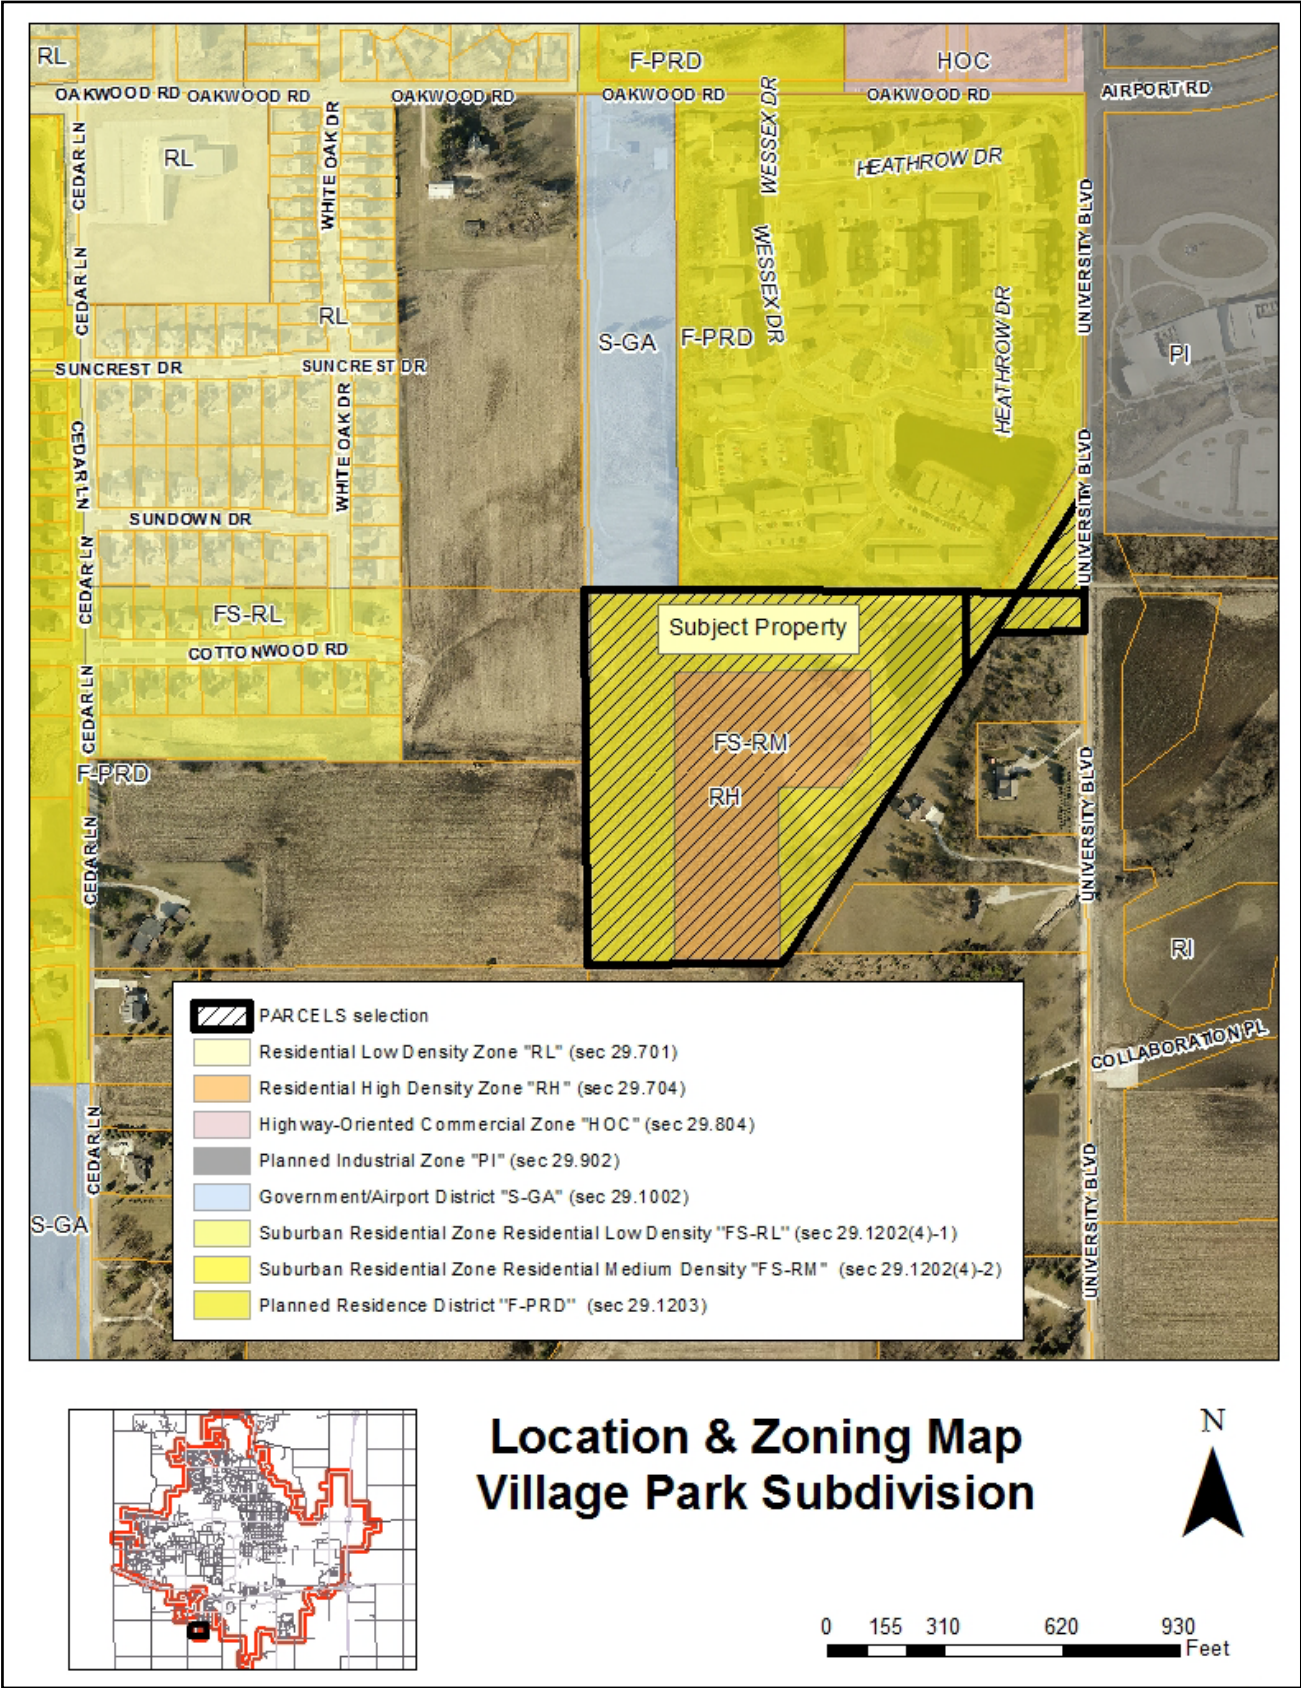 RL
F-PRD
HOC
OAKWOOD RD
OAKWOOD RD
OAKWOOD RD
OAKWOOD RD
OAKWOOD RD
AIRPORT RD
CEDAR LN
RL
WHITE OAK DR
WESSEX DR
HEATHROW DR
UNIVERSITY BLVD
CEDAR LN
RL
S-GA
F-PRD
WESSEX DR
HEATHROW DR
UNIVERSITY BLVD
PI
SUNCREST DR
SUNCREST DR
CEDAR LN
WHITE OAK DR
UNIVERSITY BLVD
SUNDOWN DR
CEDAR LN
FS-RL
COTTONWOOD RD
Subject Property
CEDAR LN
F-PRD
FS-RM
RH
UNIVERSITY BLVD
CEDAR LN
RI
COLLABORATION PL
CEDAR LN
S-GA
UNIVERSITY BLVD
PARCELS selection
Residential Low Density Zone "RL" (sec 29.701)
Residential High Density Zone "RH" (sec 29.704)
Highway-Oriented Commercial Zone "HOC" (sec 29.804)
Planned Industrial Zone "PI" (sec 29.902)
Government/Airport District "S-GA" (sec 29.1002)
Suburban Residential Zone Residential Low Density "FS-RL" (sec 29.1202(4)-1)
Suburban Residential Zone Residential Medium Density "FS-RM" (sec 29.1202(4)-2)
Planned Residence District "F-PRD" (sec 29.1203)
Location & Zoning Map
Village Park Subdivision
N
0 155 310 620 930
Feet